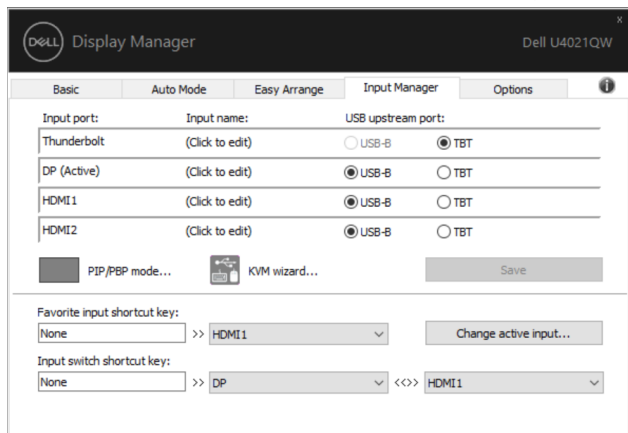 DELL Display Manager Dell U4021QW
x
Basic Auto Mode Easy Arrange Input Manager Options i
Input port: Input name: USB upstream port:
Thunderbolt (Click to edit) USB-B TBT
DP (Active) (Click to edit) USB-B TBT
HDMI1 (Click to edit) USB-B TBT
HDMI2 (Click to edit) USB-B TBT
PIP/PBP mode... KVM wizard... Save
Favorite input shortcut key:
None >> HDMI1 Change active input...
Input switch shortcut key:
None >> DP <<>> HDMI1